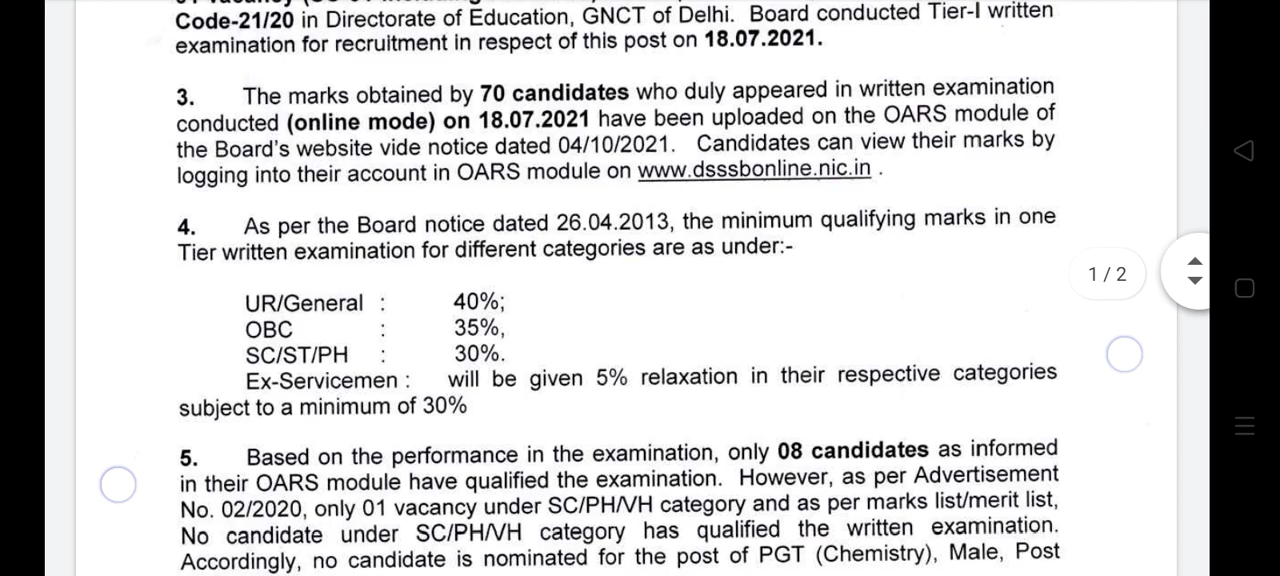 Code-21/20 in Directorate of Education, GNCT of Delhi. Board conducted Tier-I written
examination for recruitment in respect of this post on 18.07.2021.
3. The marks obtained by 70 candidates who duly appeared in written examination
conducted (online mode) on 18.07.2021 have been uploaded on the OARS module of
the Board's website vide notice dated 04/10/2021. Candidates can view their marks by
logging into their account in OARS module on www.dsssbonline.nic.in .
4. As per the Board notice dated 26.04.2013, the minimum qualifying marks in one
Tier written examination for different categories are as under:-
UR/General : 40%;
OBC : 35%,
SC/ST/PH : 30%.
Ex-Servicemen : will be given 5% relaxation in their respective categories
subject to a minimum of 30%
1 / 2
5. Based on the performance in the examination, only 08 candidates as informed
in their OARS module have qualified the examination. However, as per Advertisement
No. 02/2020, only 01 vacancy under SC/PH/VH category and as per marks list/merit list,
No candidate under SC/PH/VH category has qualified the written examination.
Accordingly, no candidate is nominated for the post of PGT (Chemistry), Male, Post